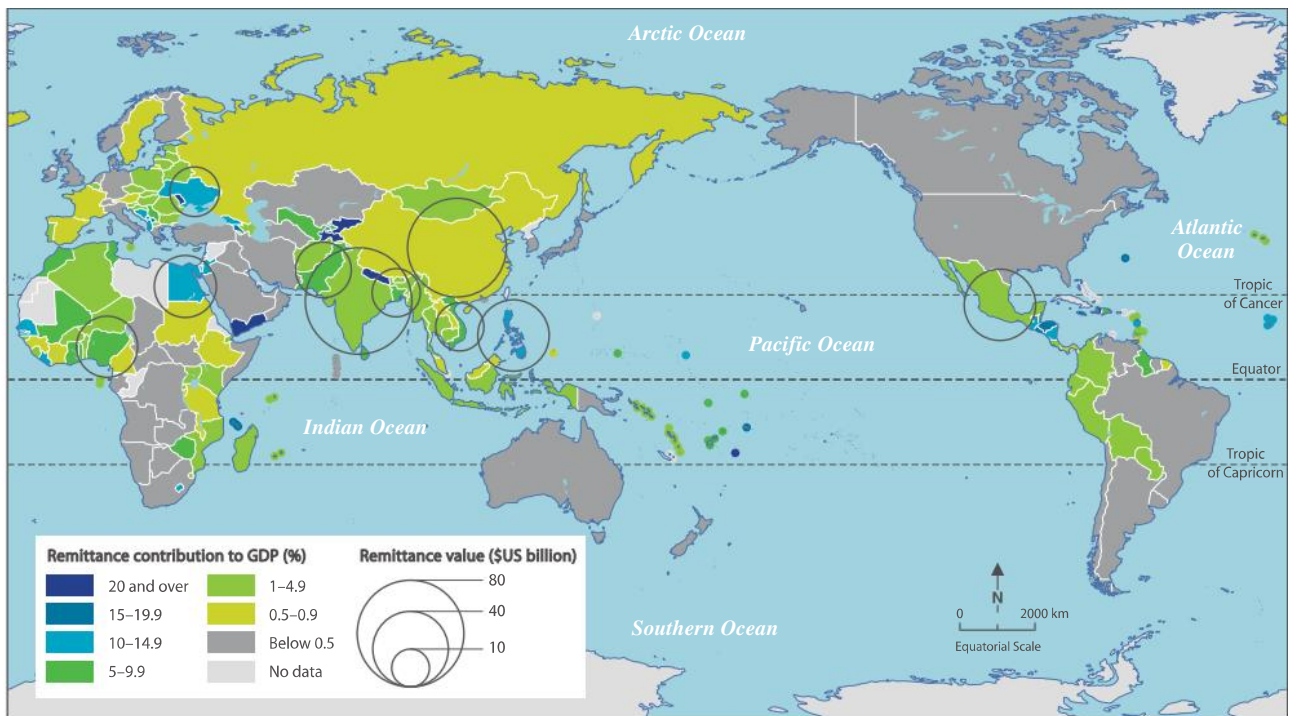 Arctic Ocean
Atlantic
Ocean
Tropic
of Cancer
Pacific Ocean
Equator
Indian Ocean
Tropic
of Capricorn
Remittance contribution to GDP (%)
20 and over
15–19.9
10–14.9
5–9.9
1–4.9
0.5–0.9
Below 0.5
No data
Remittance value ($US billion)
80
40
10
N
0 2000 km
Equatorial Scale
Southern Ocean